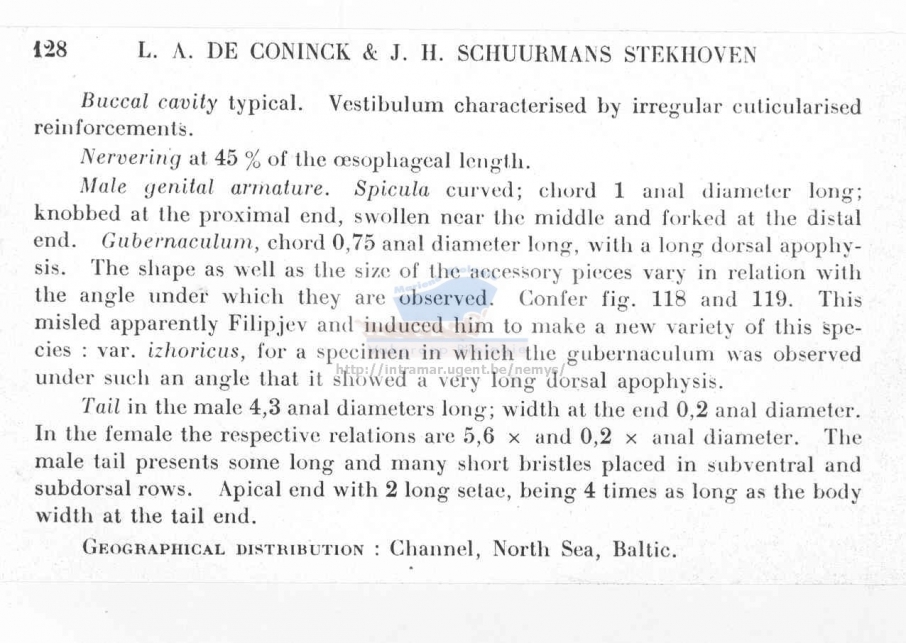 128 L. A. DE CONINCK & J. H. SCHUURMANS STEKHOVEN
Buccal cavity typical. Vestibulum characterised by irregular cuticularised
reinforcements.
Nervering at 45 % of the œsophageal length.
Male genital armature. Spicula curved; chord 1 anal diameter long;
knobbed at the proximal end, swollen near the middle and forked at the distal
end. Gubernaculum, chord 0,75 anal diameter long, with a long dorsal apophy-
sis. The shape as well as the size of the accessory pieces vary in relation with
the angle under which they are observed. Confer fig. 118 and 119. This
misled apparently Filipjev and induced him to make a new variety of this spe-
cies : var. izhoricus, for a specimen in which the gubernaculum was observed
http://intramar.ugent.be/nemys/
under such an angle that it showed a very long dorsal apophysis.
Tail in the male 4,3 anal diameters long; width at the end 0,2 anal diameter.
In the female the respective relations are 5,6 × and 0,2 × anal diameter. The
male tail presents some long and many short bristles placed in subventral and
subdorsal rows. Apical end with 2 long setae, being 4 times as long as the body
width at the tail end.
GEOGRAPHICAL DISTRIBUTION : Channel, North Sea, Baltic.